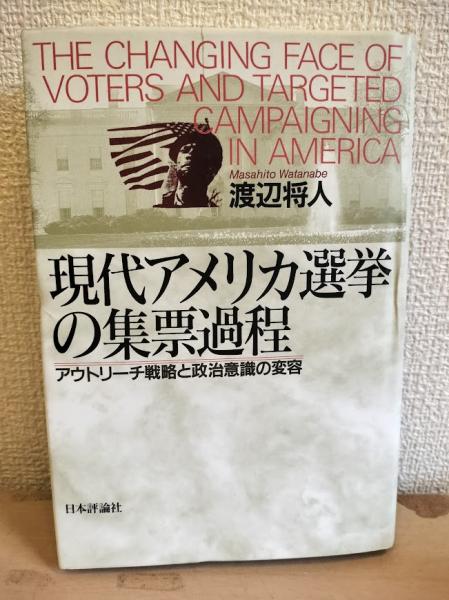 THE CHANGING FACE OF
VOTERS AND TARGETED
CAMPAIGNING
IN AMERICA
Masahito Watanabe
渡辺将人
現代アメリカ選挙
の集票過程
アウトリーチ戦略と政治意識の変容
日本評論社